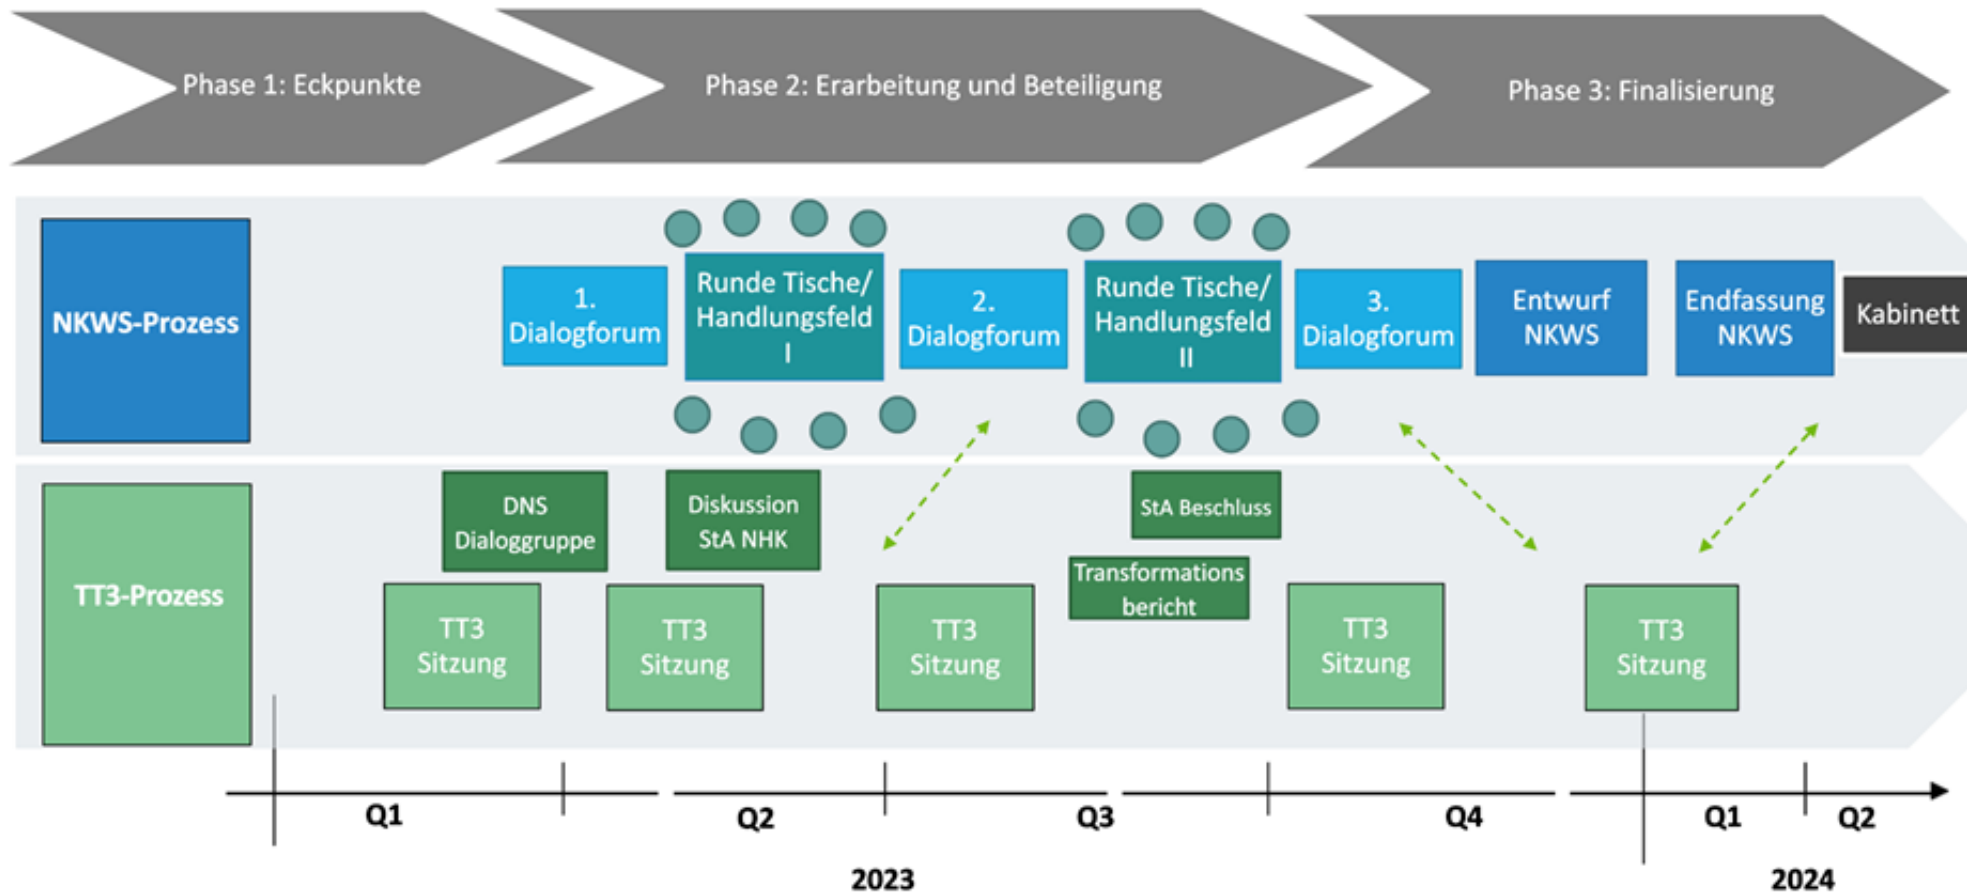 Phase 1: Eckpunkte
Phase 2: Erarbeitung und Beteiligung
Phase 3: Finalisierung
NKWS-Prozess
1.
Dialogforum
Runde Tische/
Handlungsfeld
I
2.
Dialogforum
Runde Tische/
Handlungsfeld
II
3.
Dialogforum
Entwurf
NKWS
Endfassung
NKWS
Kabinett
TT3-Prozess
DNS
Dialoggruppe
Diskussion
StA NHK
StA Beschluss
Transformations
bericht
TT3
Sitzung
TT3
Sitzung
TT3
Sitzung
TT3
Sitzung
TT3
Sitzung
Q1
Q2
Q3
Q4
Q1
Q2
2023
2024